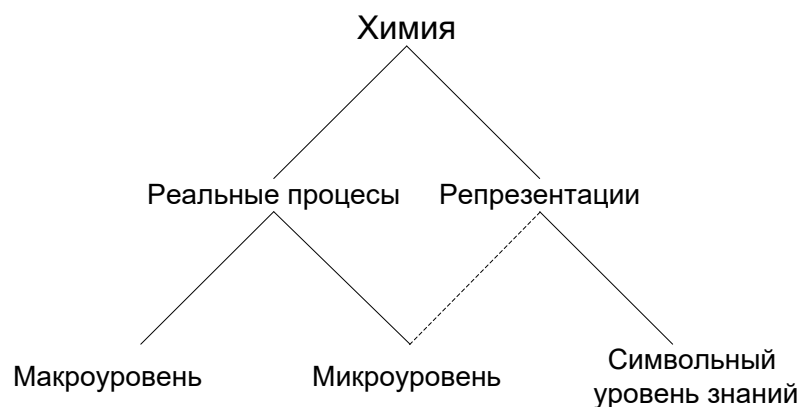 Химия
Реальные процесы Репрезентации
Макроуровень Микроуровень Символьный
уровень знаний